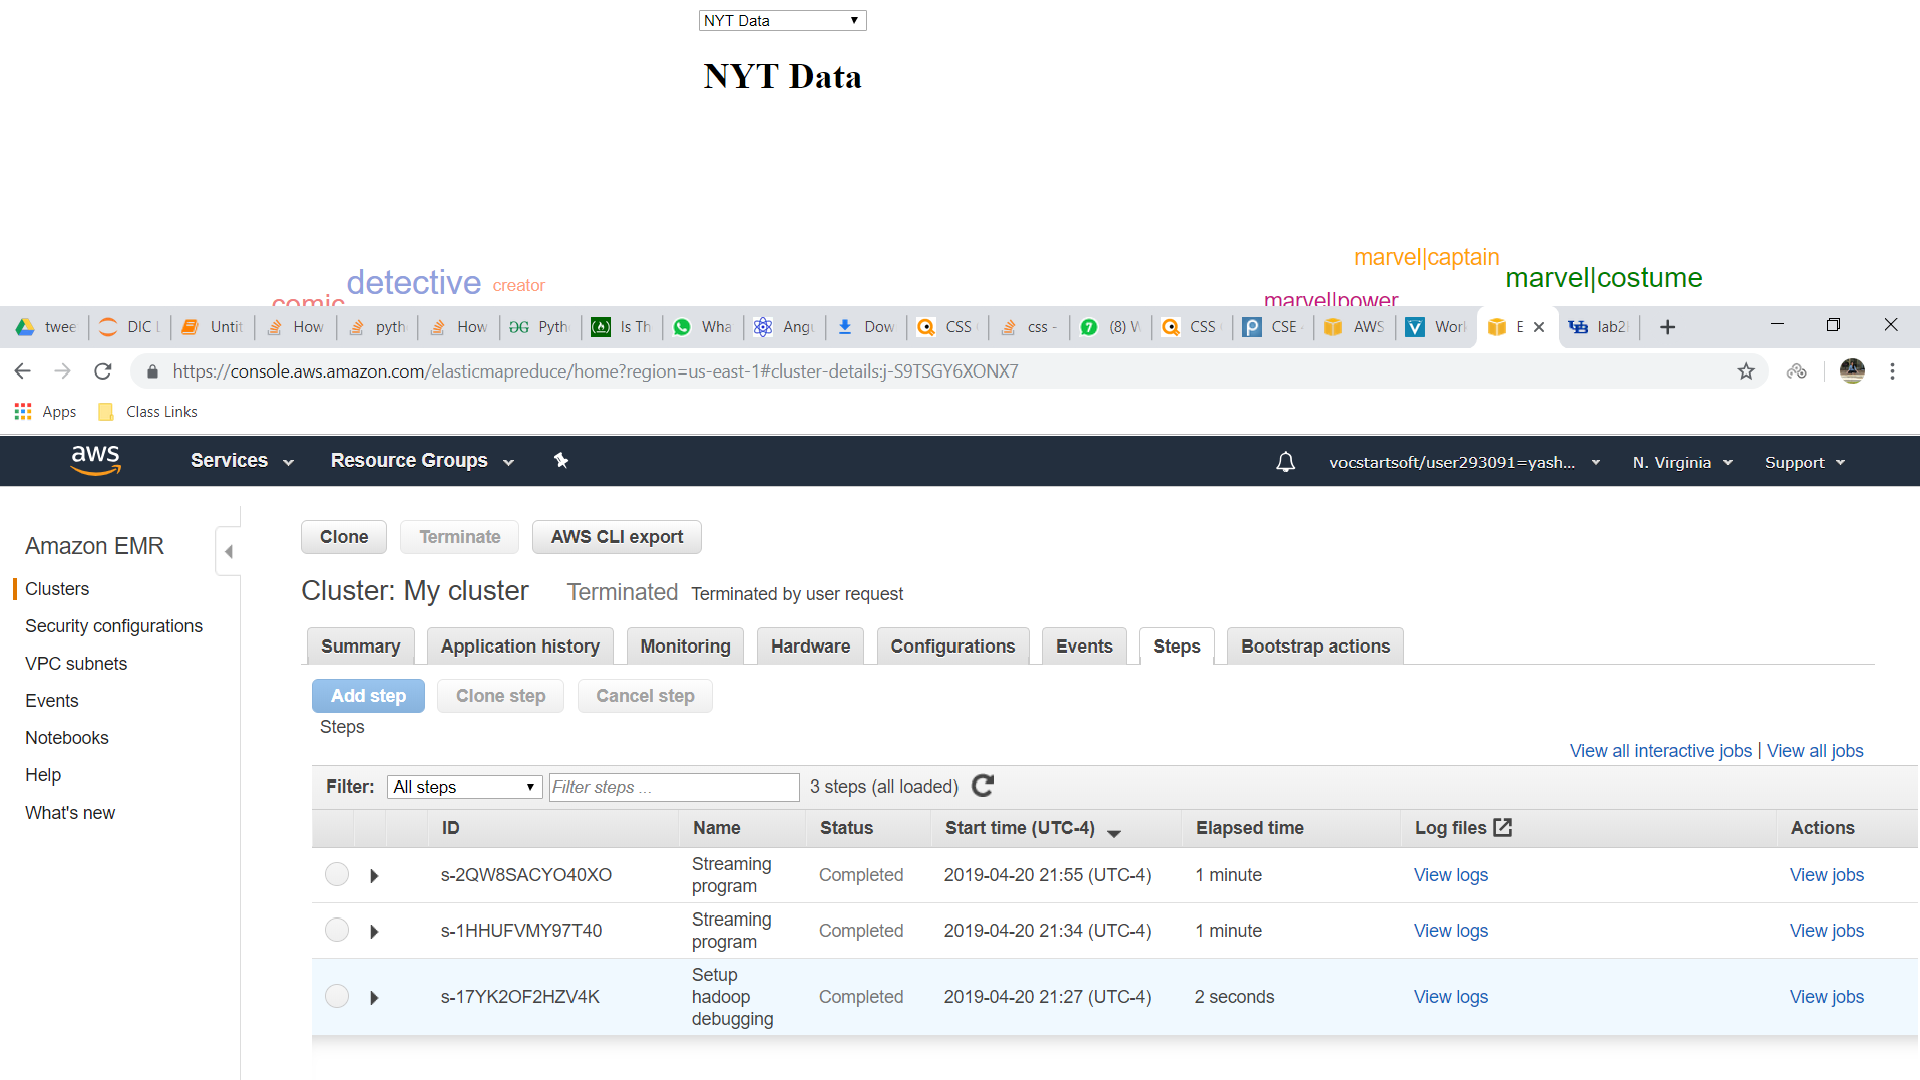 NYT Data
NYT Data
marvel|captain
detective creator marvel|costume
comic marvel|power
twee DIC Untit How pyth How Pyth Is Th Wha Angu Dow CSS css - (8) CSS CSE AWS Work E lab2
https://console.aws.amazon.com/elasticmapreduce/home?region=us-east-1#cluster-details:j-S9TSGY6XONX7
Apps Class Links
aws Services Resource Groups vocstartsoft/user293091=yash... N. Virginia Support
Amazon EMR
Clusters
Security configurations
VPC subnets
Events
Notebooks
Help
What's new
Clone Terminate AWS CLI export
Cluster: My cluster Terminated Terminated by user request
Summary Application history Monitoring Hardware Configurations Events Steps Bootstrap actions
Add step Clone step Cancel step
Steps
View all interactive jobs | View all jobs
Filter: All steps Filter steps ... 3 steps (all loaded)
ID Name Status Start time (UTC-4) Elapsed time Log files Actions
s-2QW8SACYO40XO Streaming program Completed 2019-04-20 21:55 (UTC-4) 1 minute View logs View jobs
s-1HHUFVMY97T40 Streaming program Completed 2019-04-20 21:34 (UTC-4) 1 minute View logs View jobs
s-17YK2OF2HZV4K Setup hadoop debugging Completed 2019-04-20 21:27 (UTC-4) 2 seconds View logs View jobs